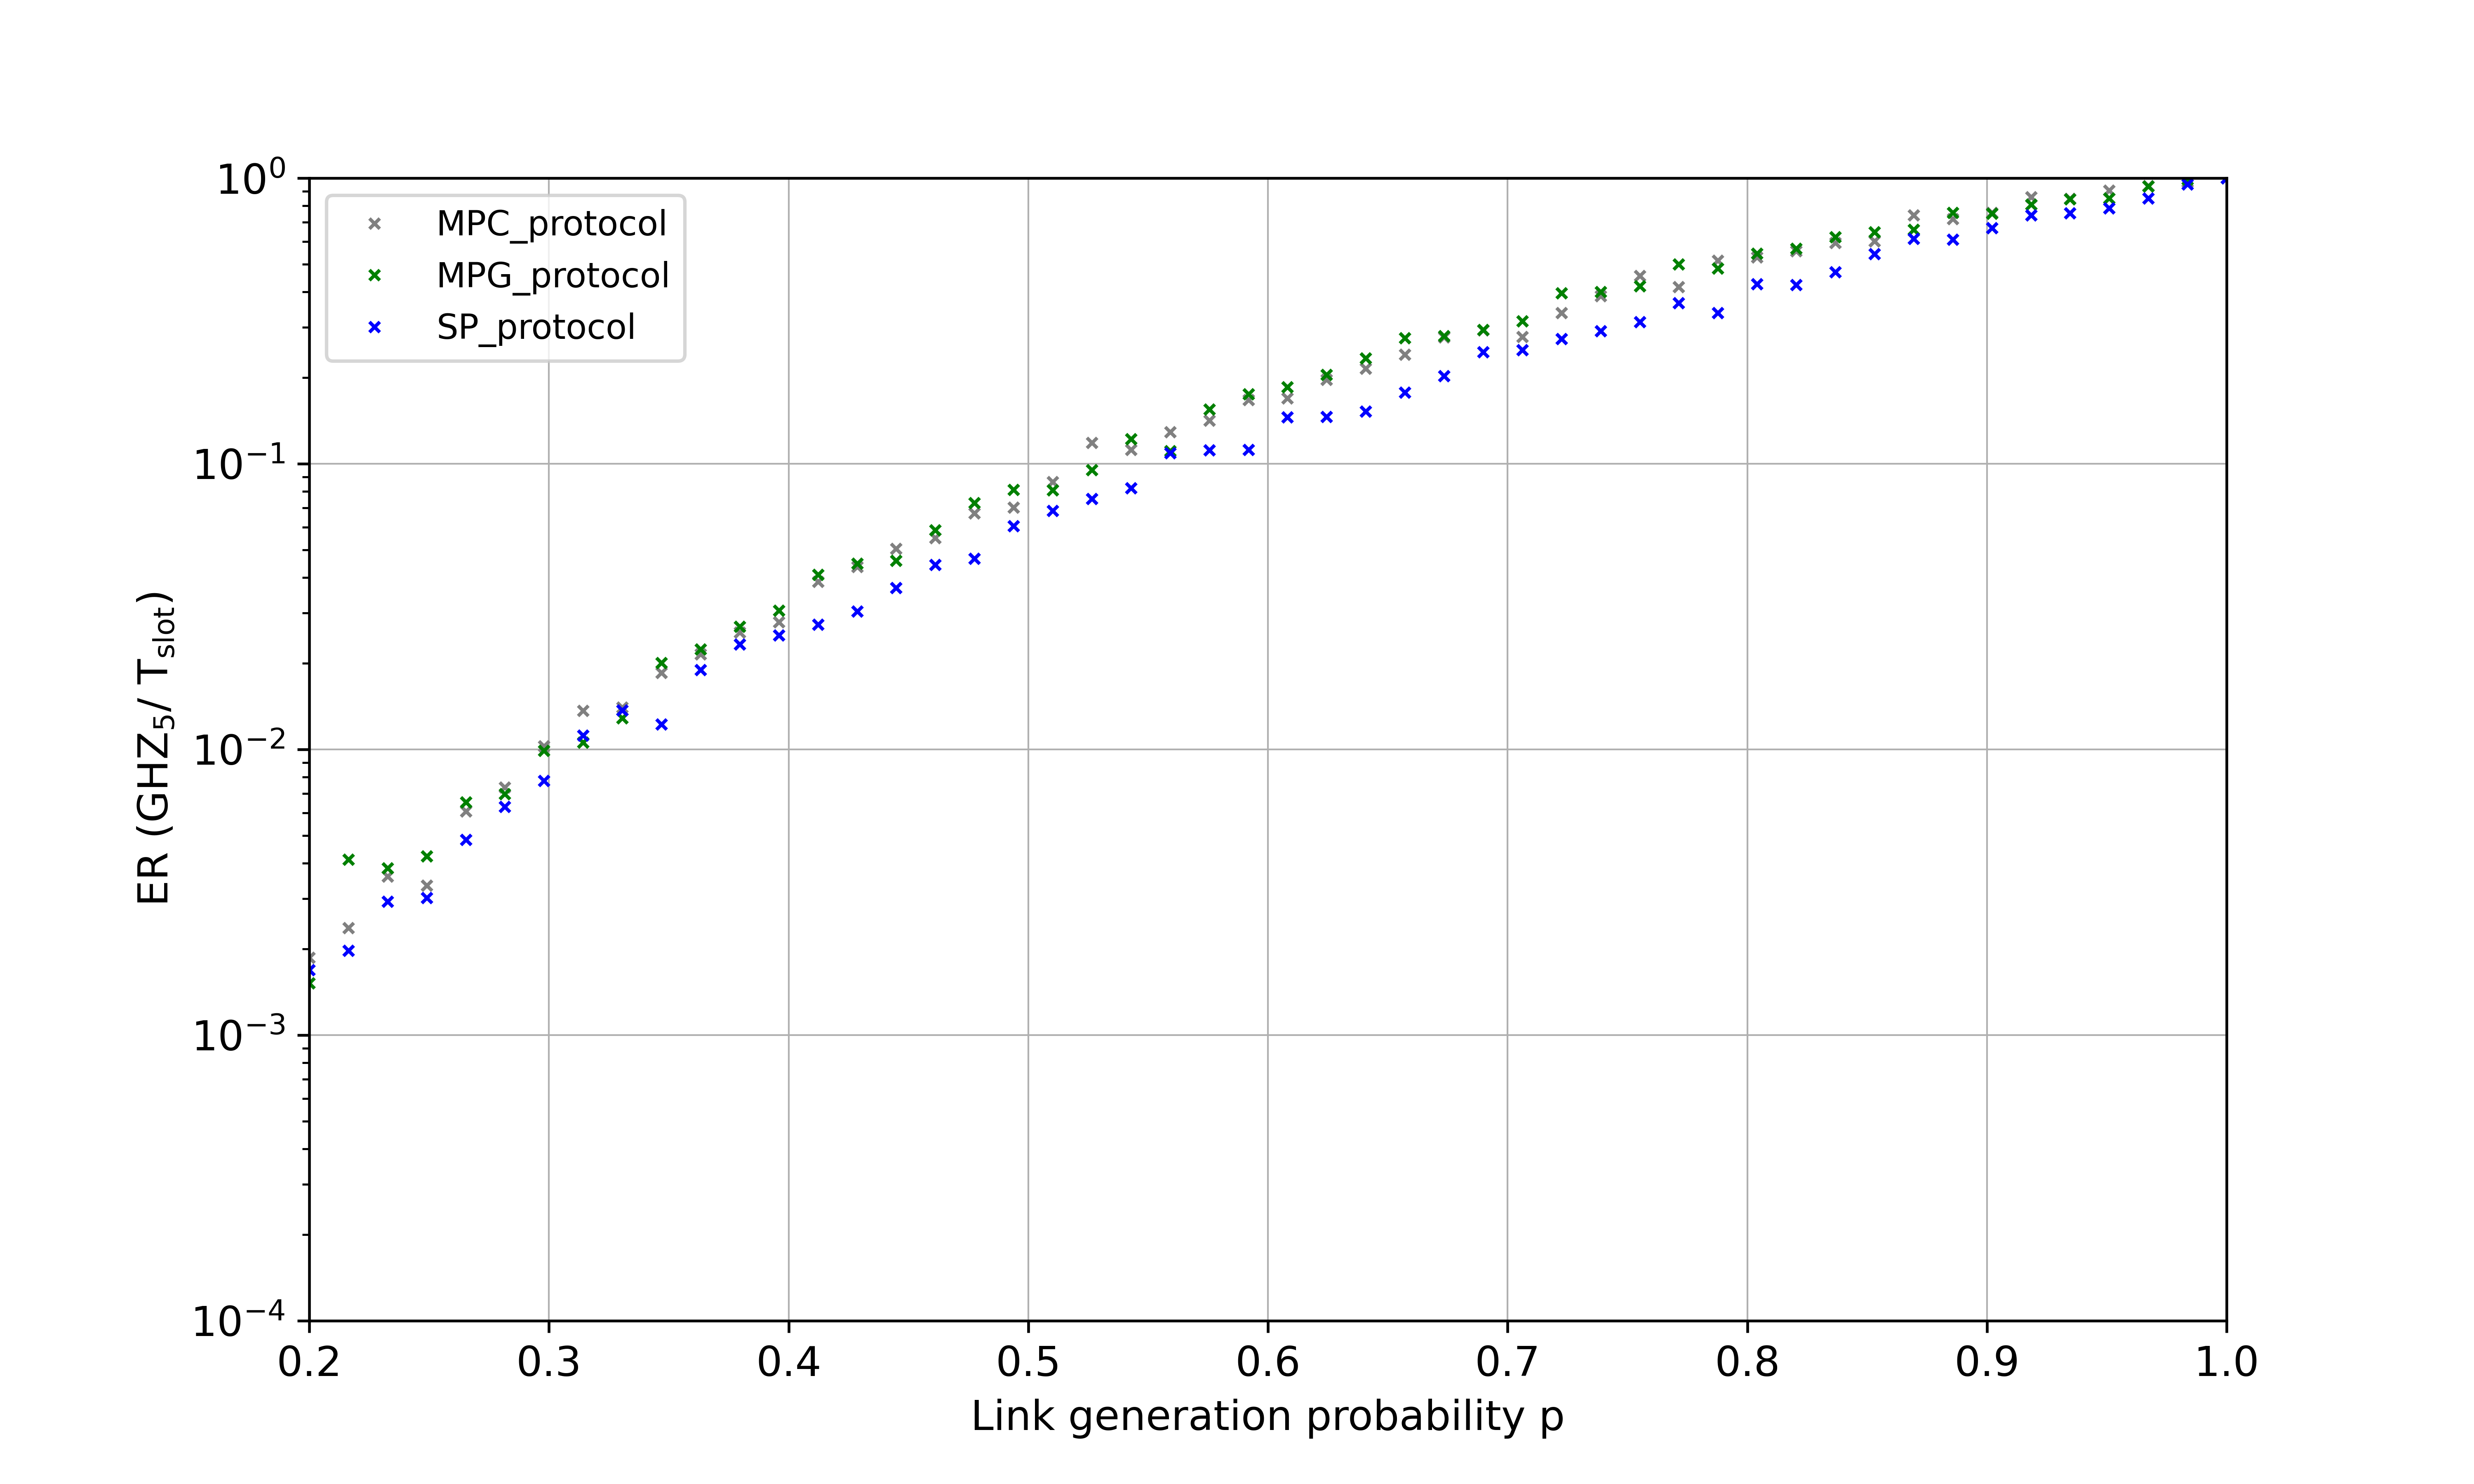 10⁰
10⁻¹
10⁻²
10⁻³
10⁻⁴
ER (GHZ₅/ Tₛₗₒₜ)
MPC_protocol
MPG_protocol
SP_protocol
0.2 0.3 0.4 0.5 0.6 0.7 0.8 0.9 1.0
Link generation probability p